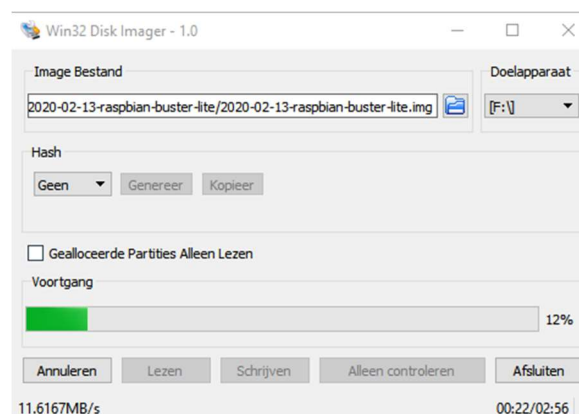 Win32 Disk Imager - 1.0
Image Bestand
Doelapparaat
2020-02-13-raspbian-buster-lite/2020-02-13-raspbian-buster-lite.img
[F:\]
Hash
Geen
Genereer
Kopieer
Gealloceerde Partities Alleen Lezen
Voortgang
12%
Annuleren
Lezen
Schrijven
Alleen controleren
Afsluiten
11.6167MB/s
00:22/02:56